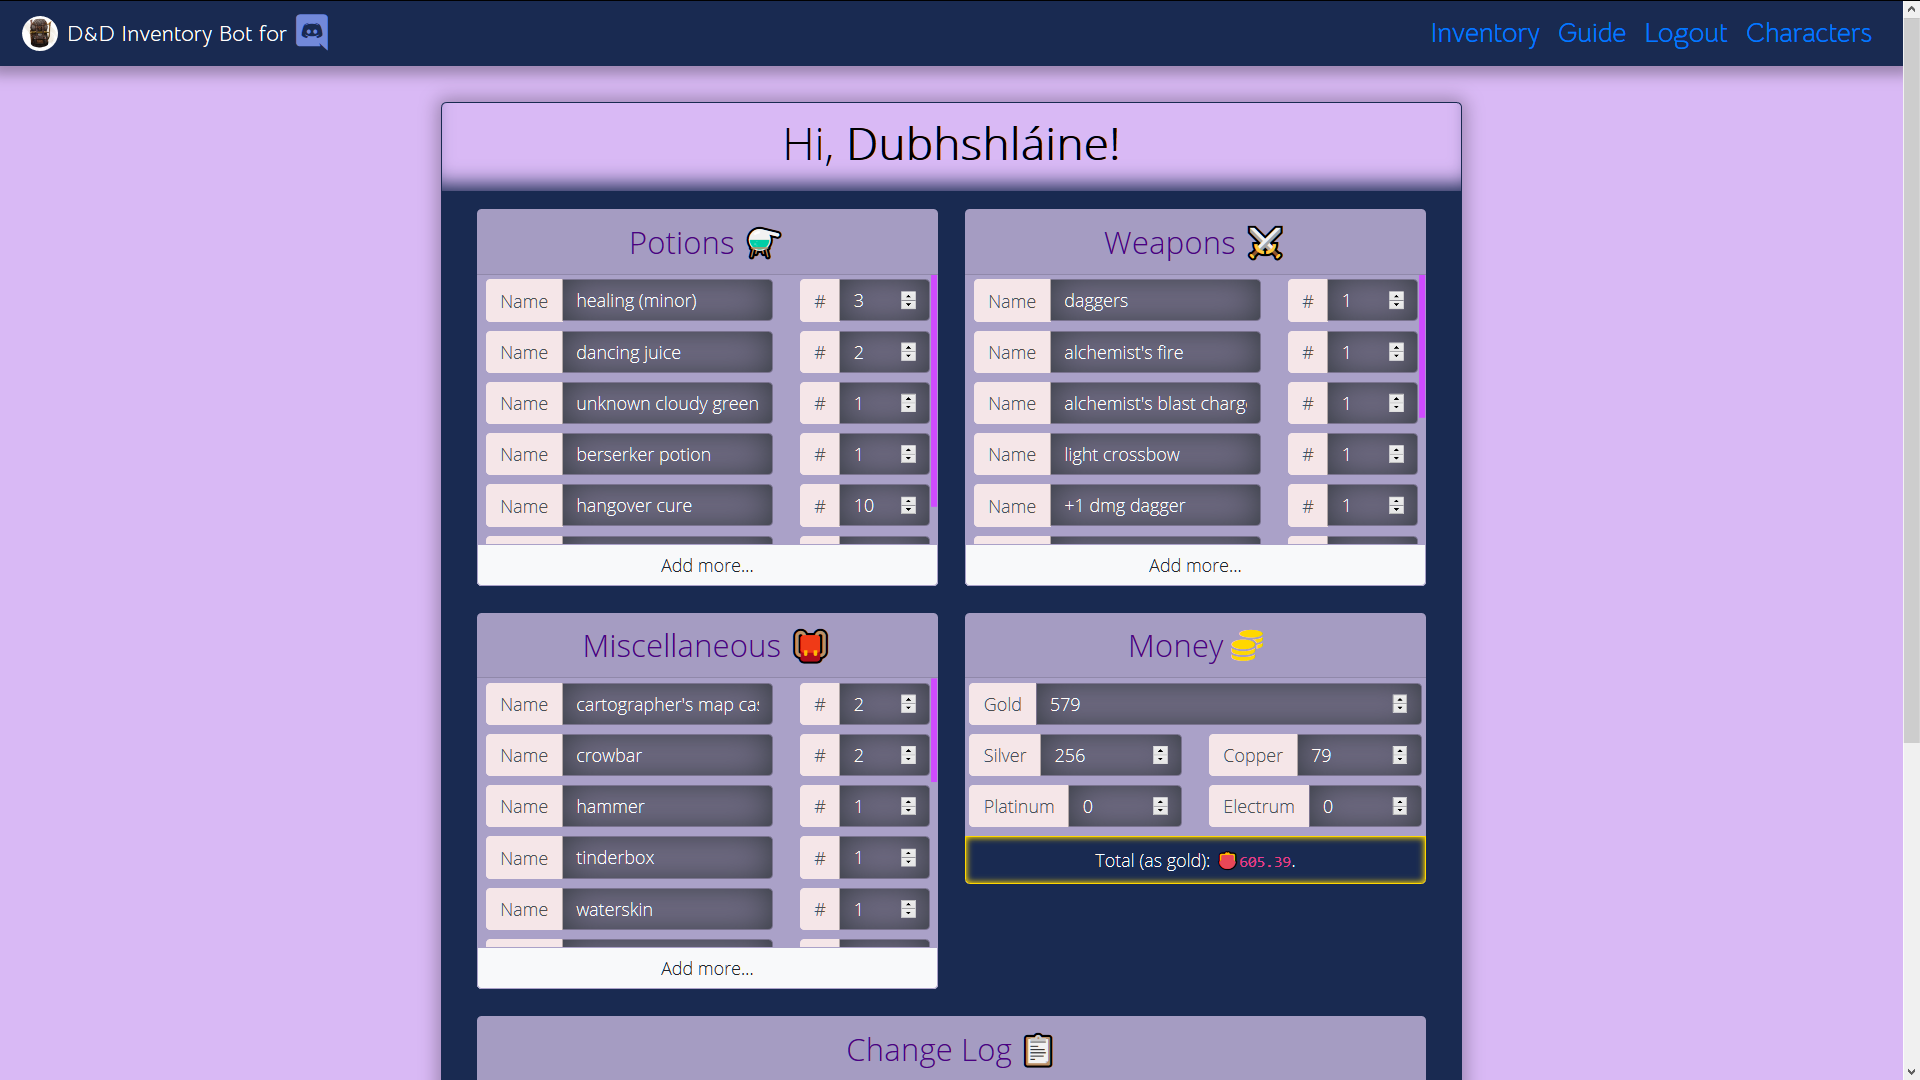 D&D Inventory Bot for
Inventory Guide Logout Characters
Hi, Dubhshláine!
Potions
Name healing (minor) # 3
Name dancing juice # 2
Name unknown cloudy green # 1
Name berserker potion # 1
Name hangover cure # 10
Add more...
Weapons
Name daggers # 1
Name alchemist's fire # 1
Name alchemist's blast charg # 1
Name light crossbow # 1
Name +1 dmg dagger # 1
Add more...
Miscellaneous
Name cartographer's map cas # 2
Name crowbar # 2
Name hammer # 1
Name tinderbox # 1
Name waterskin # 1
Add more...
Money
Gold 579
Silver 256 Copper 79
Platinum 0 Electrum 0
Total (as gold): 605.39.
Change Log